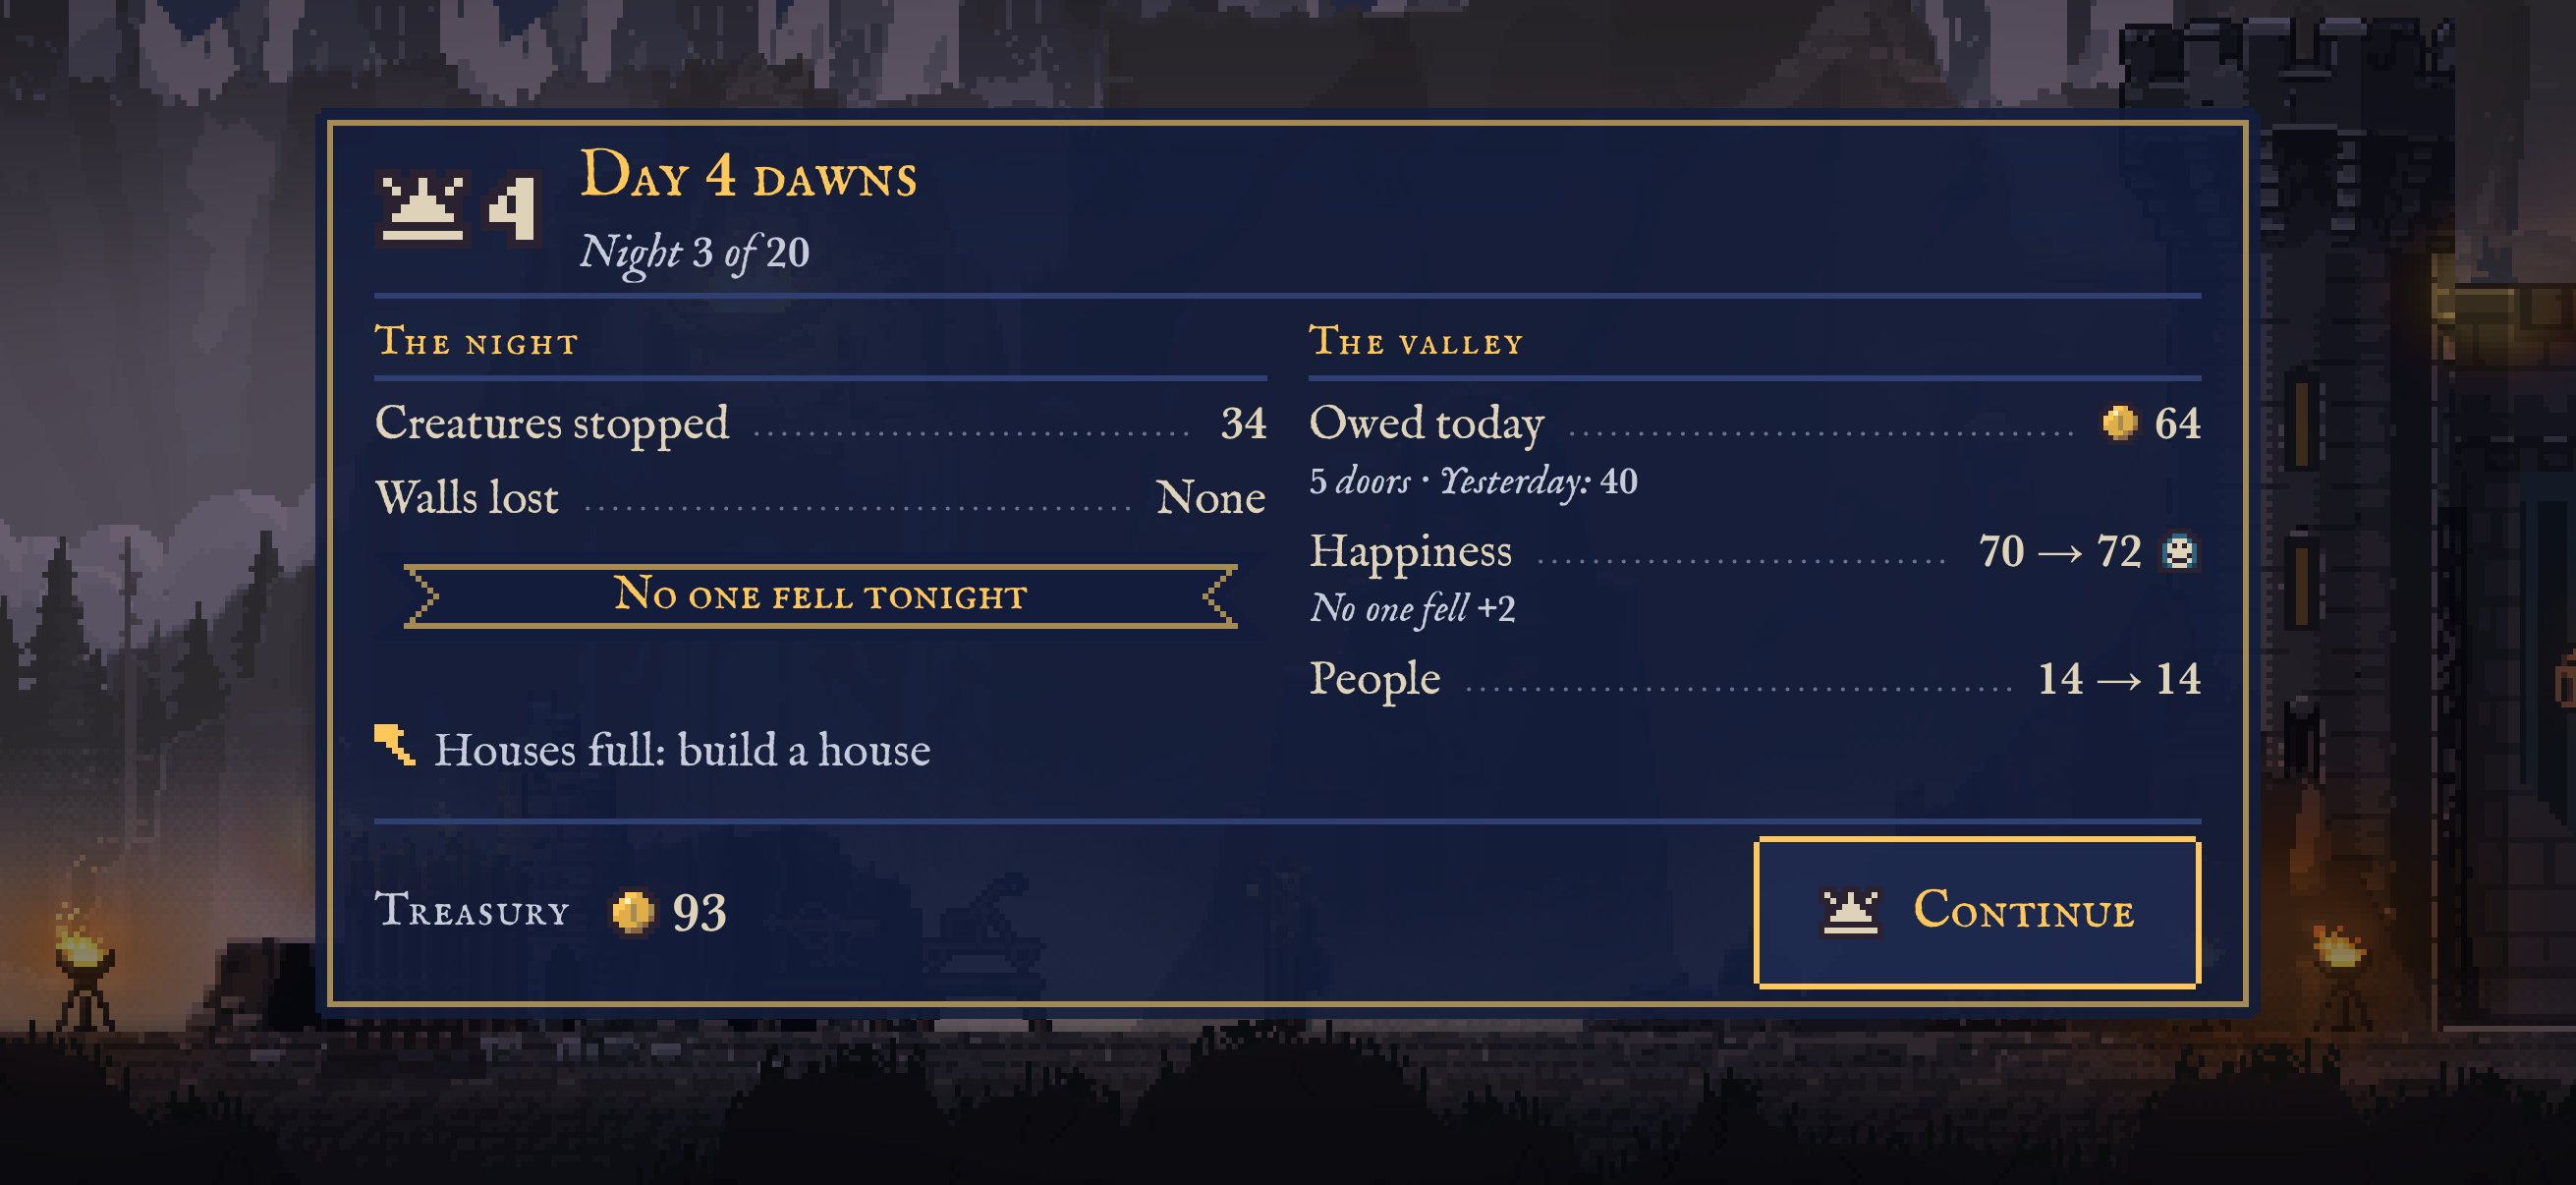 4
Day 4 dawns
Night 3 of 20
The night
Creatures stopped 34
Walls lost None
No one fell tonight
Houses full: build a house
The valley
Owed today 64
5 doors · Yesterday: 40
Happiness 70 → 72
No one fell +2
People 14 → 14
Treasury 93
Continue